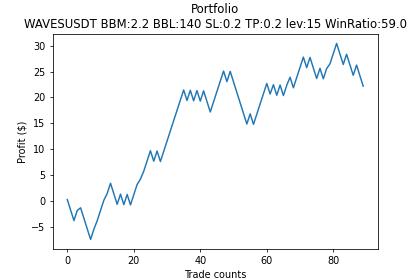 Portfolio
WAVESUSDT BBM:2.2 BBL:140 SL:0.2 TP:0.2 lev:15 WinRatio:59.0
Profit ($)
30
25
20
15
10
5
0
−5
0 20 40 60 80
Trade counts